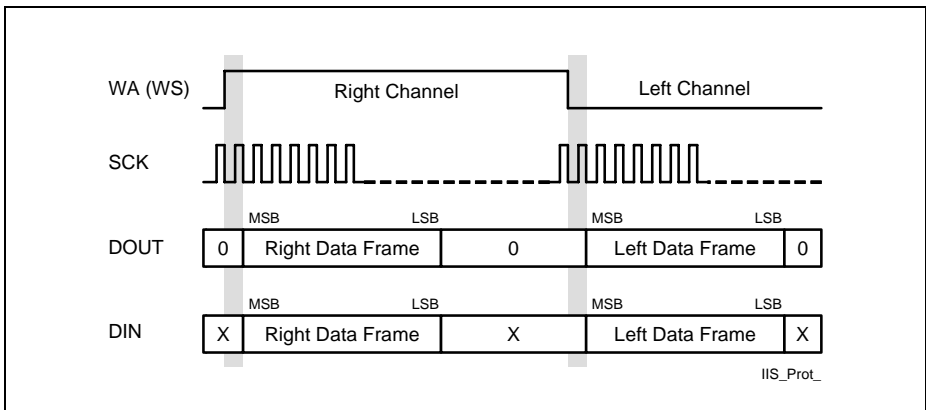 WA (WS) Right Channel Left Channel
SCK
MSB LSB MSB LSB
DOUT 0 Right Data Frame 0 Left Data Frame 0
MSB LSB MSB LSB
DIN X Right Data Frame X Left Data Frame X
IIS_Prot_